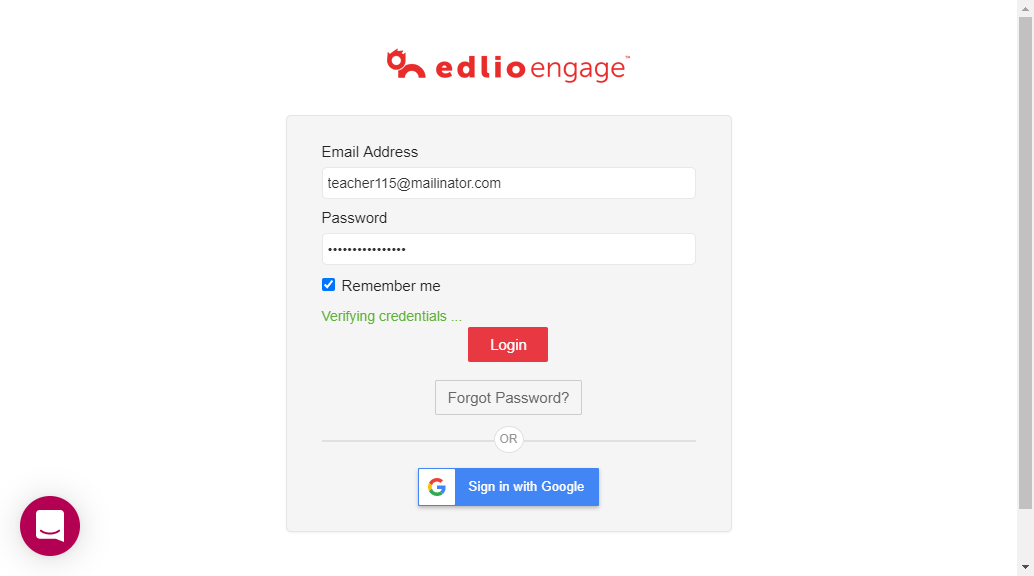 edlio engage™
Email Address
teacher115@mailinator.com
Password
••••••••••••••••
Remember me
Verifying credentials ...
Login
Forgot Password?
OR
Sign in with Google